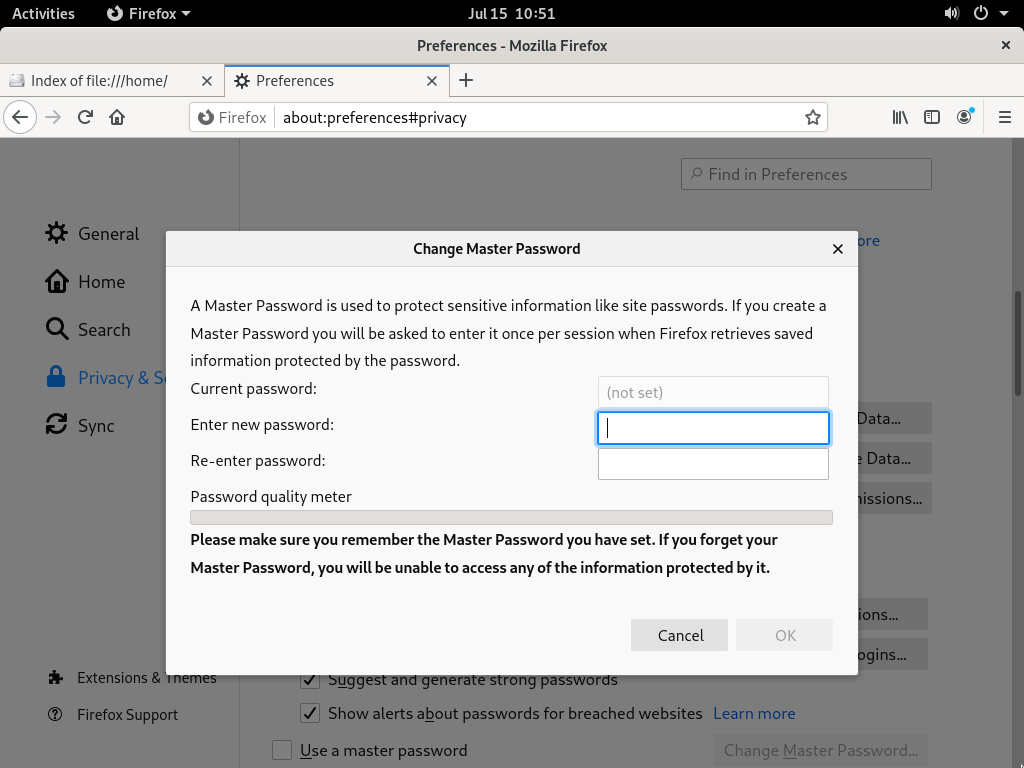 Activities
Firefox
Jul 15 10:51
Preferences - Mozilla Firefox
Index of file:///home/
Preferences
Firefox
about:preferences#privacy
Find in Preferences
General
Home
Search
Privacy & S
Sync
Extensions & Themes
Firefox Support
ore
Data...
e Data...
issions...
ions...
ogins...
Change Master Password
A Master Password is used to protect sensitive information like site passwords. If you create a
Master Password you will be asked to enter it once per session when Firefox retrieves saved
information protected by the password.
Current password:
(not set)
Enter new password:
Re-enter password:
Password quality meter
Please make sure you remember the Master Password you have set. If you forget your
Master Password, you will be unable to access any of the information protected by it.
Cancel
OK
Suggest and generate strong passwords
Show alerts about passwords for breached websites Learn more
Use a master password
Change Master Password...